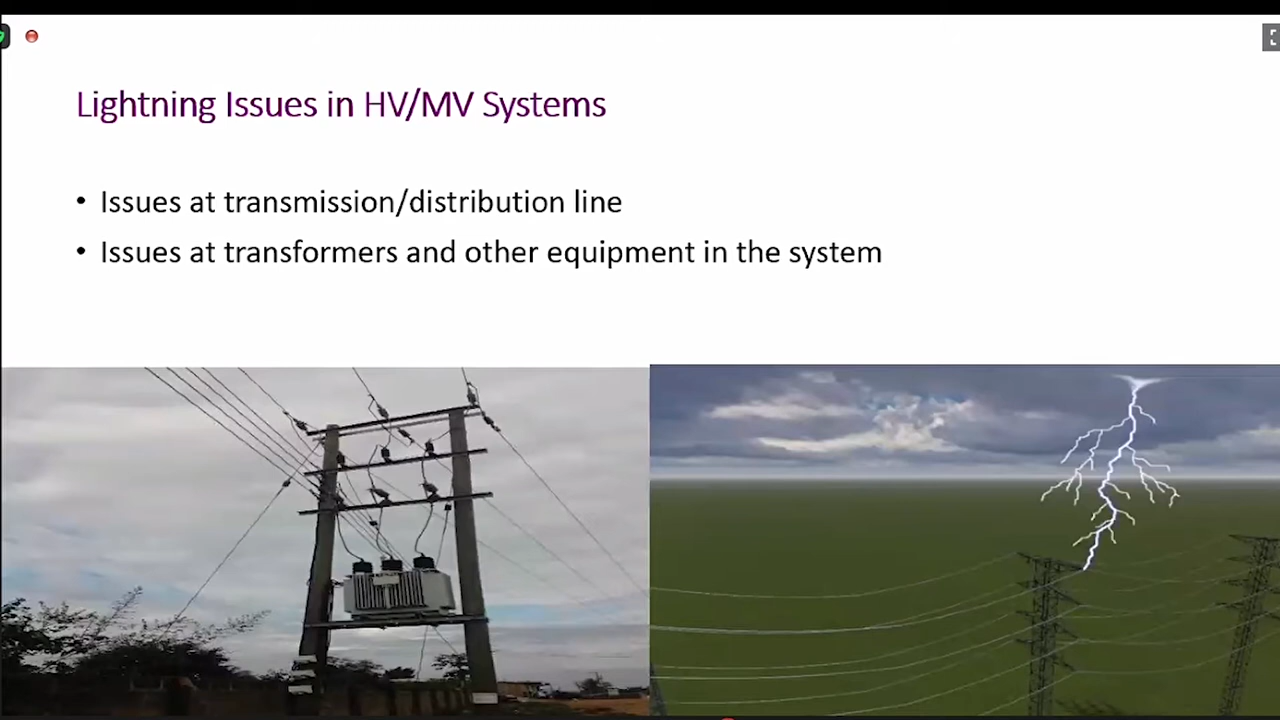 Lightning Issues in HV/MV Systems
• Issues at transmission/distribution line
• Issues at transformers and other equipment in the system